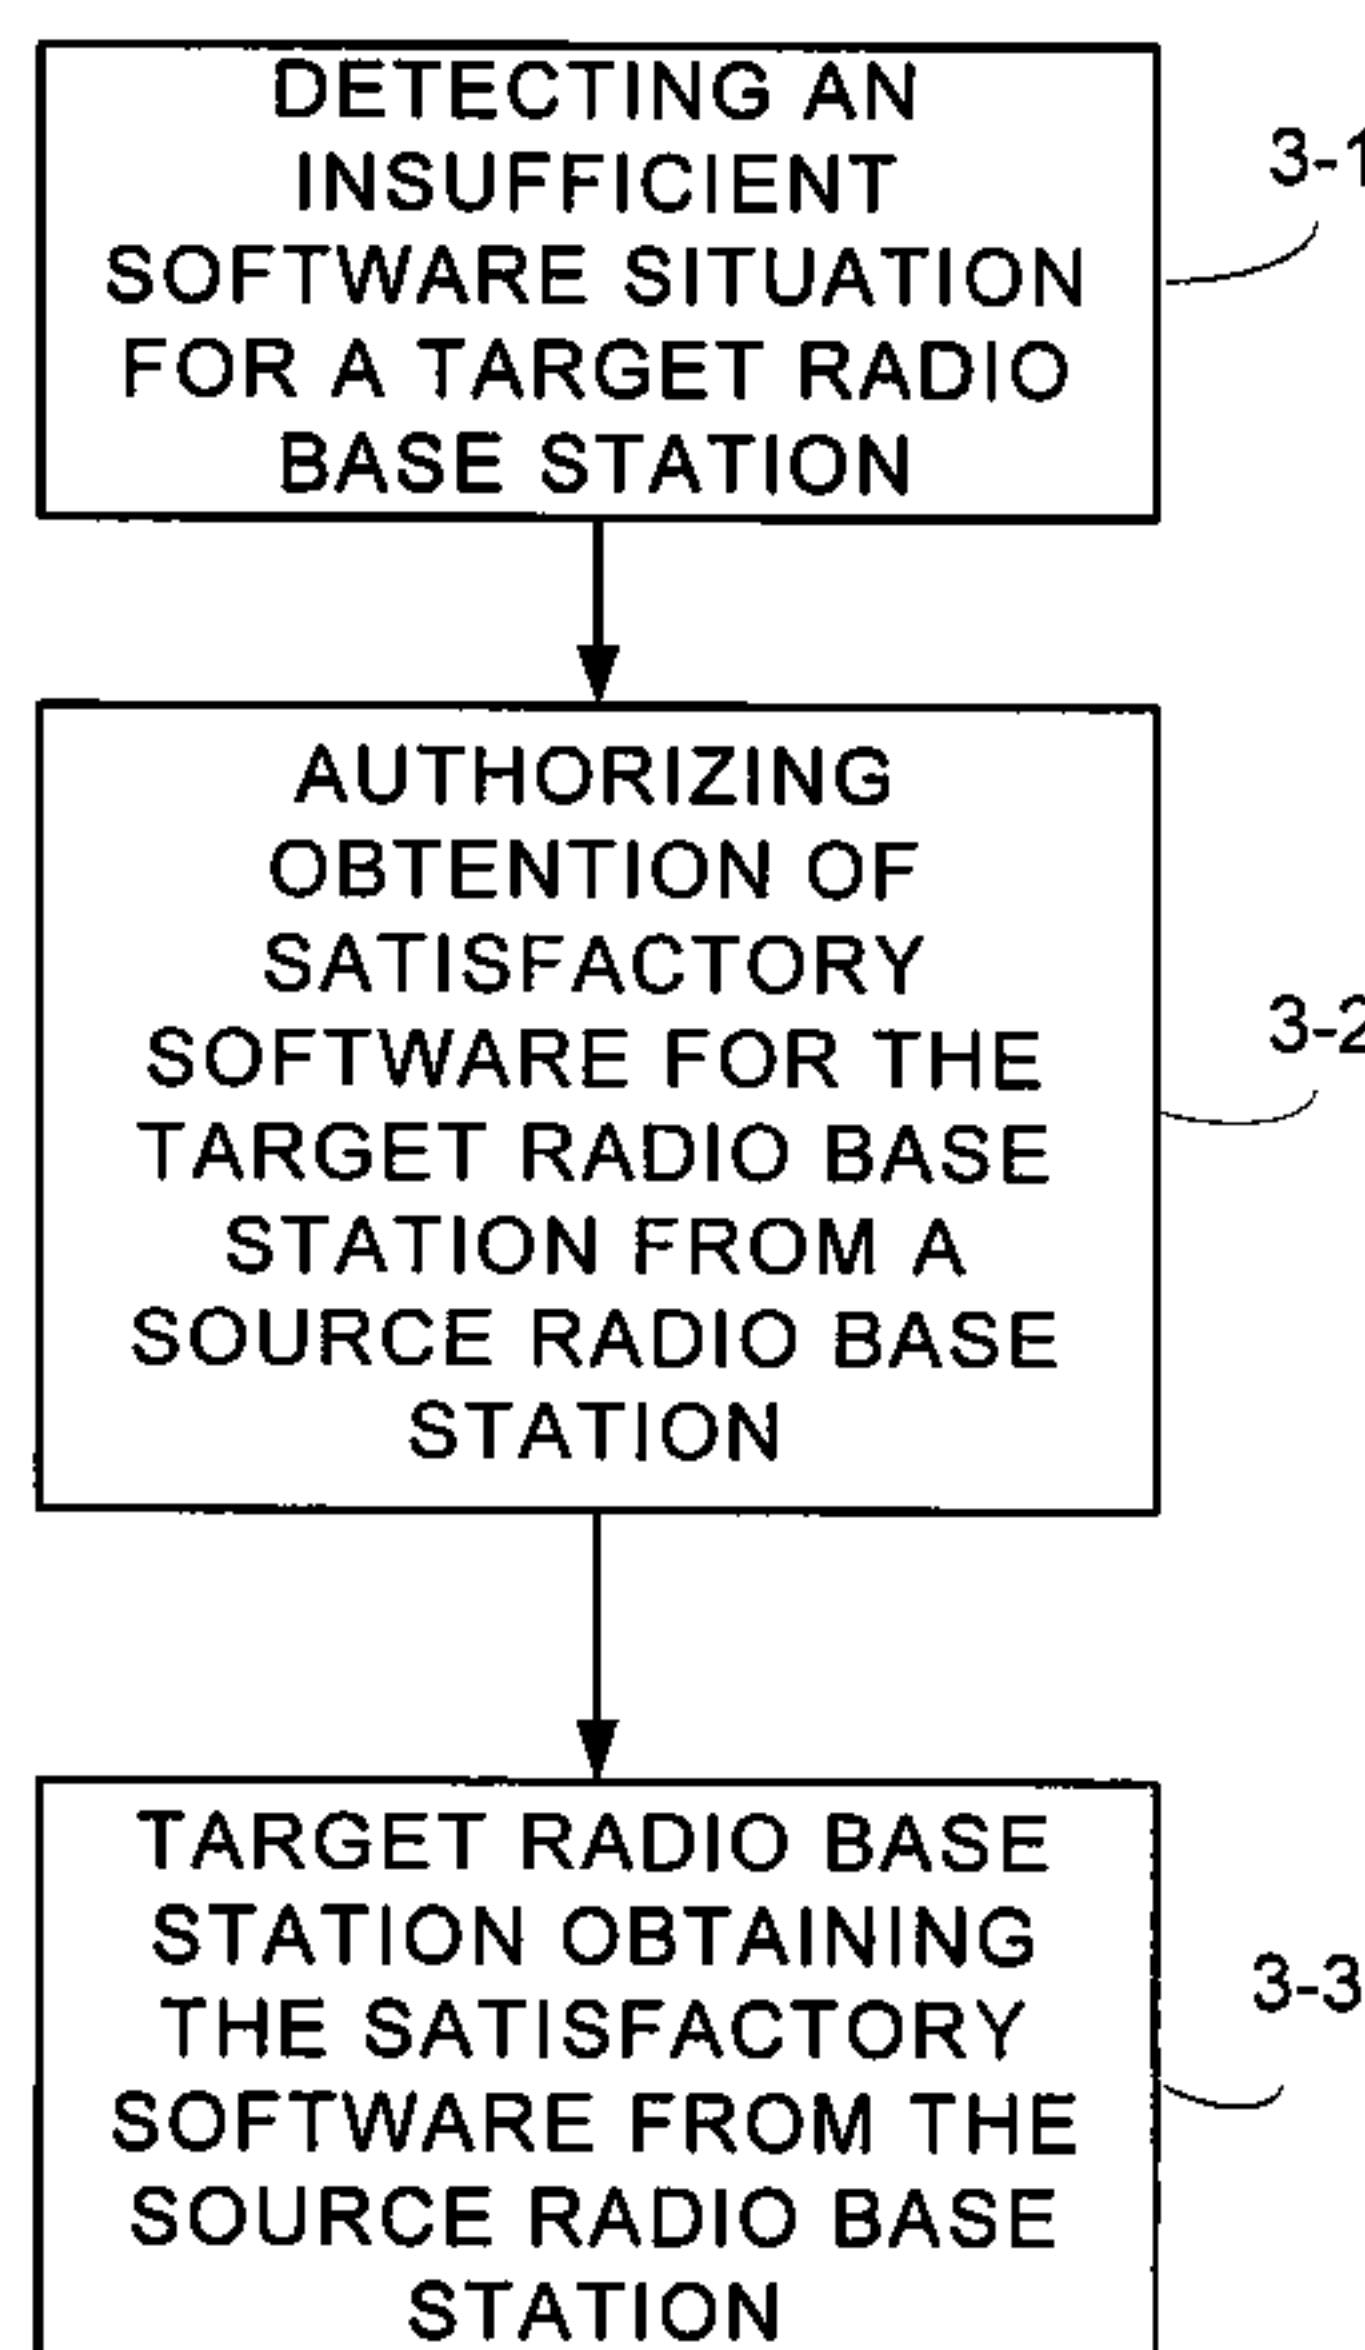 DETECTING AN
INSUFFICIENT
SOFTWARE SITUATION
FOR A TARGET RADIO
BASE STATION
3-1
AUTHORIZING
OBTENTION OF
SATISFACTORY
SOFTWARE FOR THE
TARGET RADIO BASE
STATION FROM A
SOURCE RADIO BASE
STATION
3-2
TARGET RADIO BASE
STATION OBTAINING
THE SATISFACTORY
SOFTWARE FROM THE
SOURCE RADIO BASE
STATION
3-3